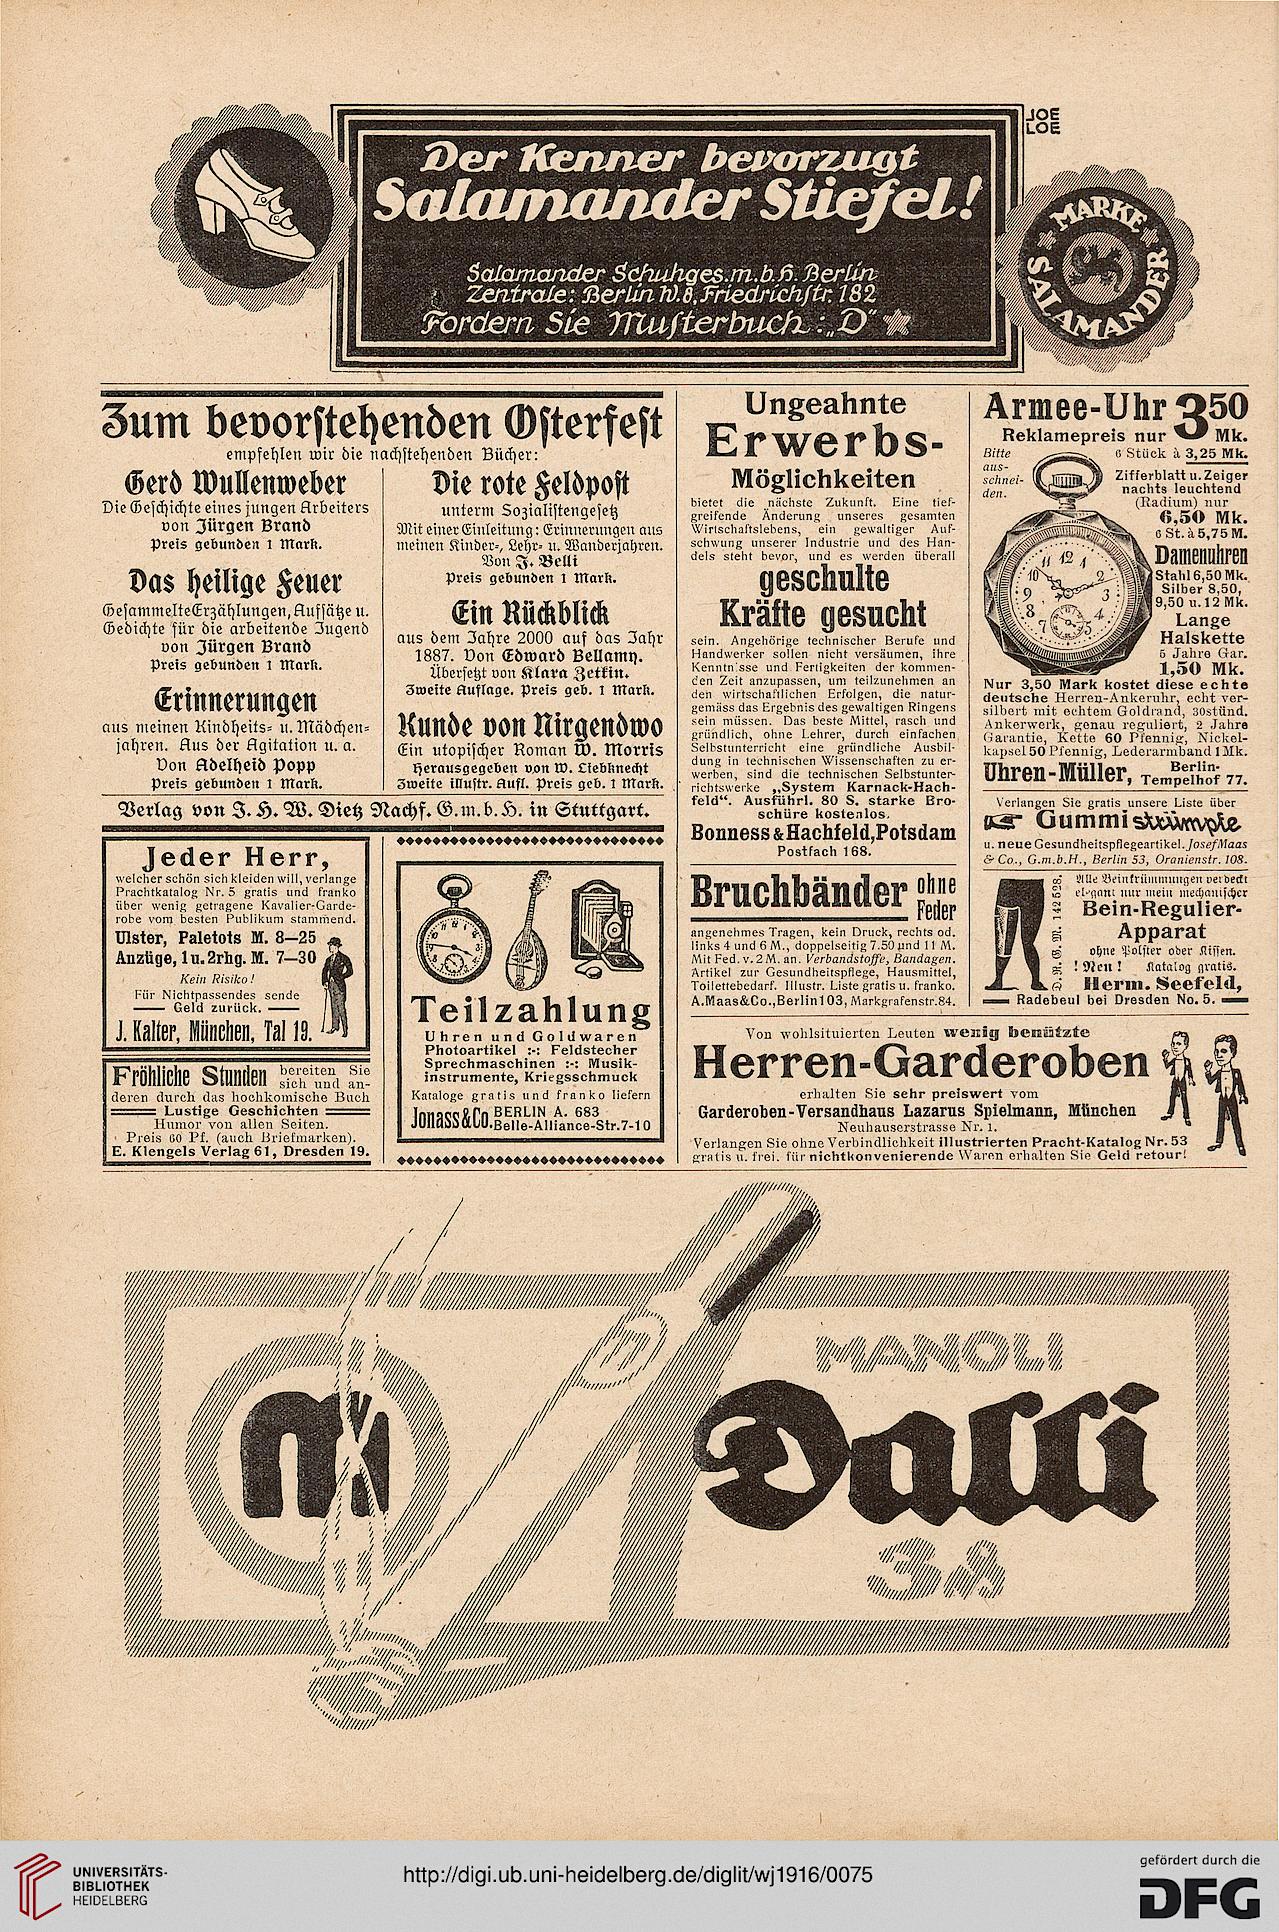 JOE
LOE
Der Kenner bevorzugt
Salamander Stiefel!
Salamander Schuhges.m.b.H. Berlin
Zentrale: Berlin W.8, Friedrichstr. 182
Fordern Sie Musterbuch: „D“
MARKE
SALAMANDER
Zum bevorstehenden Osterfest
empfehlen wir die nachstehenden Bücher:
Gerd Wullenweber
Die Geschichte eines jungen Arbeiters
von Jürgen Brand
Preis gebunden 1 Mark.
Das heilige Feuer
Gesammelte Erzählungen, Aufsätze u.
Gedichte für die arbeitende Jugend
von Jürgen Brand
Preis gebunden 1 Mark.
Erinnerungen
aus meinen Kindheits- u. Mädchen-
jahren. Aus der Agitation u. a.
Von Adelheid Popp
Preis gebunden 1 Mark.
Die rote Feldpost
unterm Sozialistengesetz
Mit einer Einleitung: Erinnerungen aus
meinen Kinder-, Lehr- u. Wanderjahren.
Von J. Belli
Preis gebunden 1 Mark.
Ein Rückblick
aus dem Jahre 2000 auf das Jahr
1887. Von Edward Bellamy.
Übersetzt von Klara Zetkin.
Zweite Auflage. Preis geb. 1 Mark.
Kunde von Nirgendwo
Ein utopischer Roman W. Morris
Herausgegeben von W. Liebknecht
Zweite illustr. Aufl. Preis geb. 1 Mark.
Verlag von J. H. W. Dietz Nachf. G.m.b.H. in Stuttgart.
Jeder Herr,
welcher schön sich kleiden will, verlange
Prachtkatalog Nr. 5 gratis und franko
über wenig getragene Kavalier-Garde-
robe vom besten Publikum stammend.
Ulster, Paletots M. 8—25
Anzüge, 1 u. 2rhg. M. 7—30
Kein Risiko!
Für Nichtpassendes sende
Geld zurück.
J. Kalter, München, Tal 19.
Fröhliche Stunden bereiten Sie
sich und an-
deren durch das hochkomische Buch
Lustige Geschichten
Humor von allen Seiten.
Preis 60 Pf. (auch Briefmarken).
E. Klengels Verlag 61, Dresden 19.
Teilzahlung
Uhren und Goldwaren
Photoartikel :-: Feldstecher
Sprechmaschinen :-: Musik-
instrumente, Kriegsschmuck
Kataloge gratis und franko liefern
Jonass & Co. BERLIN A. 683
Belle-Alliance-Str. 7-10
Ungeahnte
Erwerbs-
Möglichkeiten
bietet die nächste Zukunft. Eine tief-
greifende Änderung unseres gesamten
Wirtschaftslebens, ein gewaltiger Auf-
schwung unserer Industrie und des Han-
dels steht bevor, und es werden überall
geschulte
Kräfte gesucht
sein. Angehörige technischer Berufe und
Handwerker sollen nicht versäumen, ihre
Kenntnisse und Fertigkeiten der kommen-
den Zeit anzupassen, um teilzunehmen an
den wirtschaftlichen Erfolgen, die natur-
gemäss das Ergebnis des gewaltigen Ringens
sein müssen. Das beste Mittel, rasch und
gründlich, ohne Lehrer, durch einfachen
Selbstunterricht eine gründliche Ausbil-
dung in technischen Wissenschaften zu er-
werben, sind die technischen Selbstunter-
richtswerke „System Karnack-Hach-
feld“. Ausführl. 80 S. starke Bro-
schüre kostenlos.
Bonness & Hachfeld, Potsdam
Postfach 168.
Bruchbänder ohne
Feder
angenehmes Tragen, kein Druck, rechts od.
links 4 und 6 M., doppelseitig 7.50 und 11 M.
Mit Fed. v. 2 M. an. Verbandstoffe, Bandagen.
Artikel zur Gesundheitspflege, Hausmittel,
Toilettebedarf. Illustr. Liste gratis u. franko.
A. Maas & Co., Berlin 103, Markgrafenstr. 84.
Armee-Uhr 3 50
Reklamepreis nur Mk.
Bitte
aus-
schnei-
den.
6 Stück à 3,25 Mk.
Zifferblatt u. Zeiger
nachts leuchtend
(Radium) nur
6,50 Mk.
6 St. à 5,75 M.
Damenuhren
Stahl 6,50 Mk.
Silber 8,50,
9,50 u. 12 Mk.
Lange
Halskette
5 Jahre Gar.
1,50 Mk.
Nur 3,50 Mark kostet diese echte
deutsche Herren-Ankeruhr, echt ver-
silbert mit echtem Goldrand, 30stünd.
Ankerwerk, genau reguliert, 2 Jahre
Garantie, Kette 60 Pfennig, Nickel-
kapsel 50 Pfennig, Lederarmband 1 Mk.
Uhren-Müller, Berlin-
Tempelhof 77.
Verlangen Sie gratis unsere Liste über
Gummistrümpfe
u. neue Gesundheitspflegeartikel. Josef Maas
& Co., G.m.b.H., Berlin 53, Oranienstr. 108.
D. R. G. M. 142528.
Alle Beinkrümmungen verdeckt
elegant nur mein mechanischer
Bein-Regulier-
Apparat
ohne Polster oder Kissen.
! Neu ! Katalog gratis.
Herm. Seefeld,
Radebeul bei Dresden No. 5.
Von wohlsituierten Leuten wenig benützte
Herren-Garderoben
erhalten Sie sehr preiswert vom
Garderoben-Versandhaus Lazarus Spielmann, München
Neuhauserstrasse Nr. 1.
Verlangen Sie ohne Verbindlichkeit illustrierten Pracht-Katalog Nr. 53
gratis u. frei. für nichtkonvenierende Waren erhalten Sie Geld retour!
M
MANOLI
Dalli
3₰
UNIVERSITÄTS-
BIBLIOTHEK
HEIDELBERG
http://digi.ub.uni-heidelberg.de/diglit/wj1916/0075
gefördert durch die
DFG